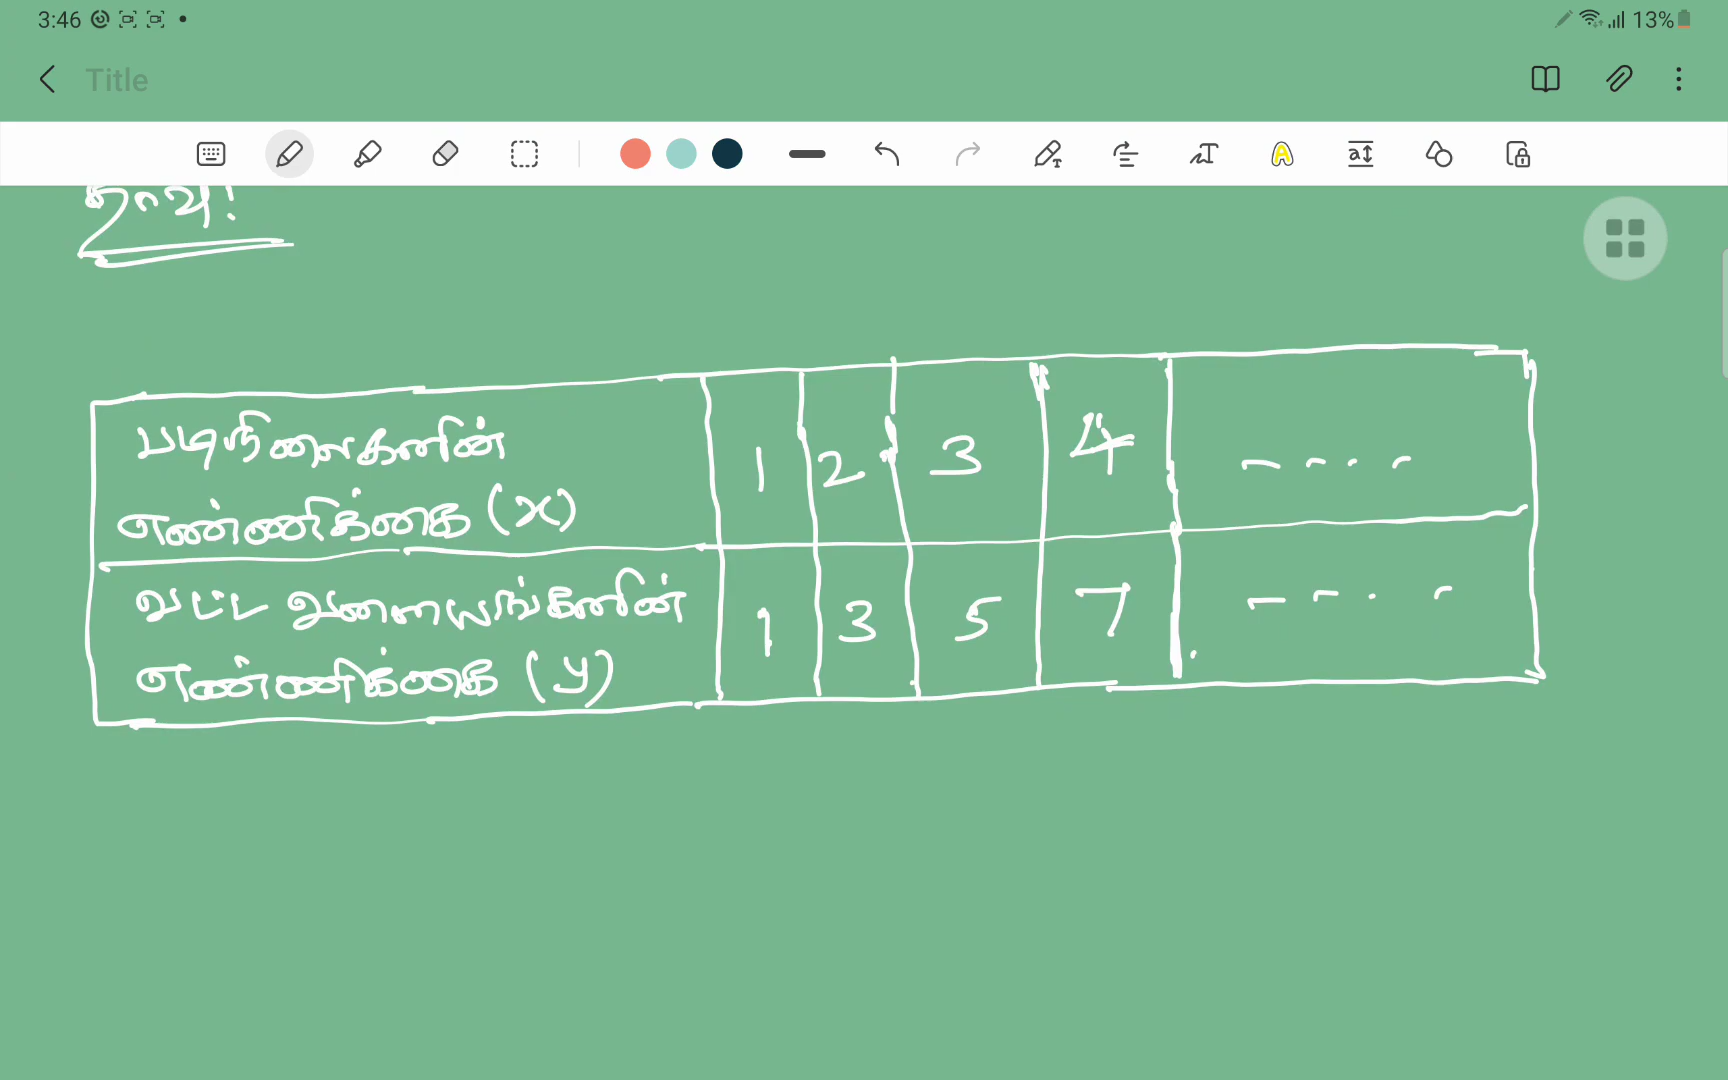 3:46
13%
Title
தீர்வு:
படிநிலைகளின் 1 2 3 4 - - - -
எண்ணிக்கை (x)
வட்ட வளையங்களின் 1 3 5 7 - - - -
எண்ணிக்கை (y)